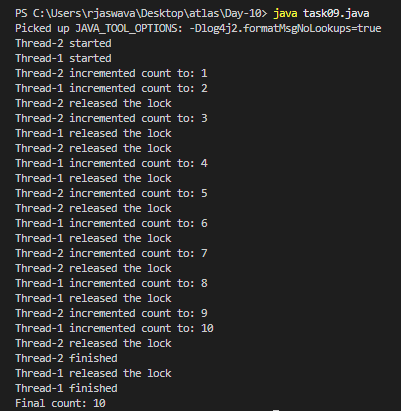 PS C:\Users\rjaswava\Desktop\atlas\Day-10> java task09.java
Picked up JAVA_TOOL_OPTIONS: -Dlog4j2.formatMsgNoLookups=true
Thread-2 started
Thread-1 started
Thread-2 incremented count to: 1
Thread-1 incremented count to: 2
Thread-2 released the lock
Thread-2 incremented count to: 3
Thread-1 released the lock
Thread-2 released the lock
Thread-1 incremented count to: 4
Thread-1 released the lock
Thread-2 incremented count to: 5
Thread-2 released the lock
Thread-1 incremented count to: 6
Thread-1 released the lock
Thread-2 incremented count to: 7
Thread-2 released the lock
Thread-1 incremented count to: 8
Thread-1 released the lock
Thread-2 incremented count to: 9
Thread-1 incremented count to: 10
Thread-2 released the lock
Thread-2 finished
Thread-1 released the lock
Thread-1 finished
Final count: 10